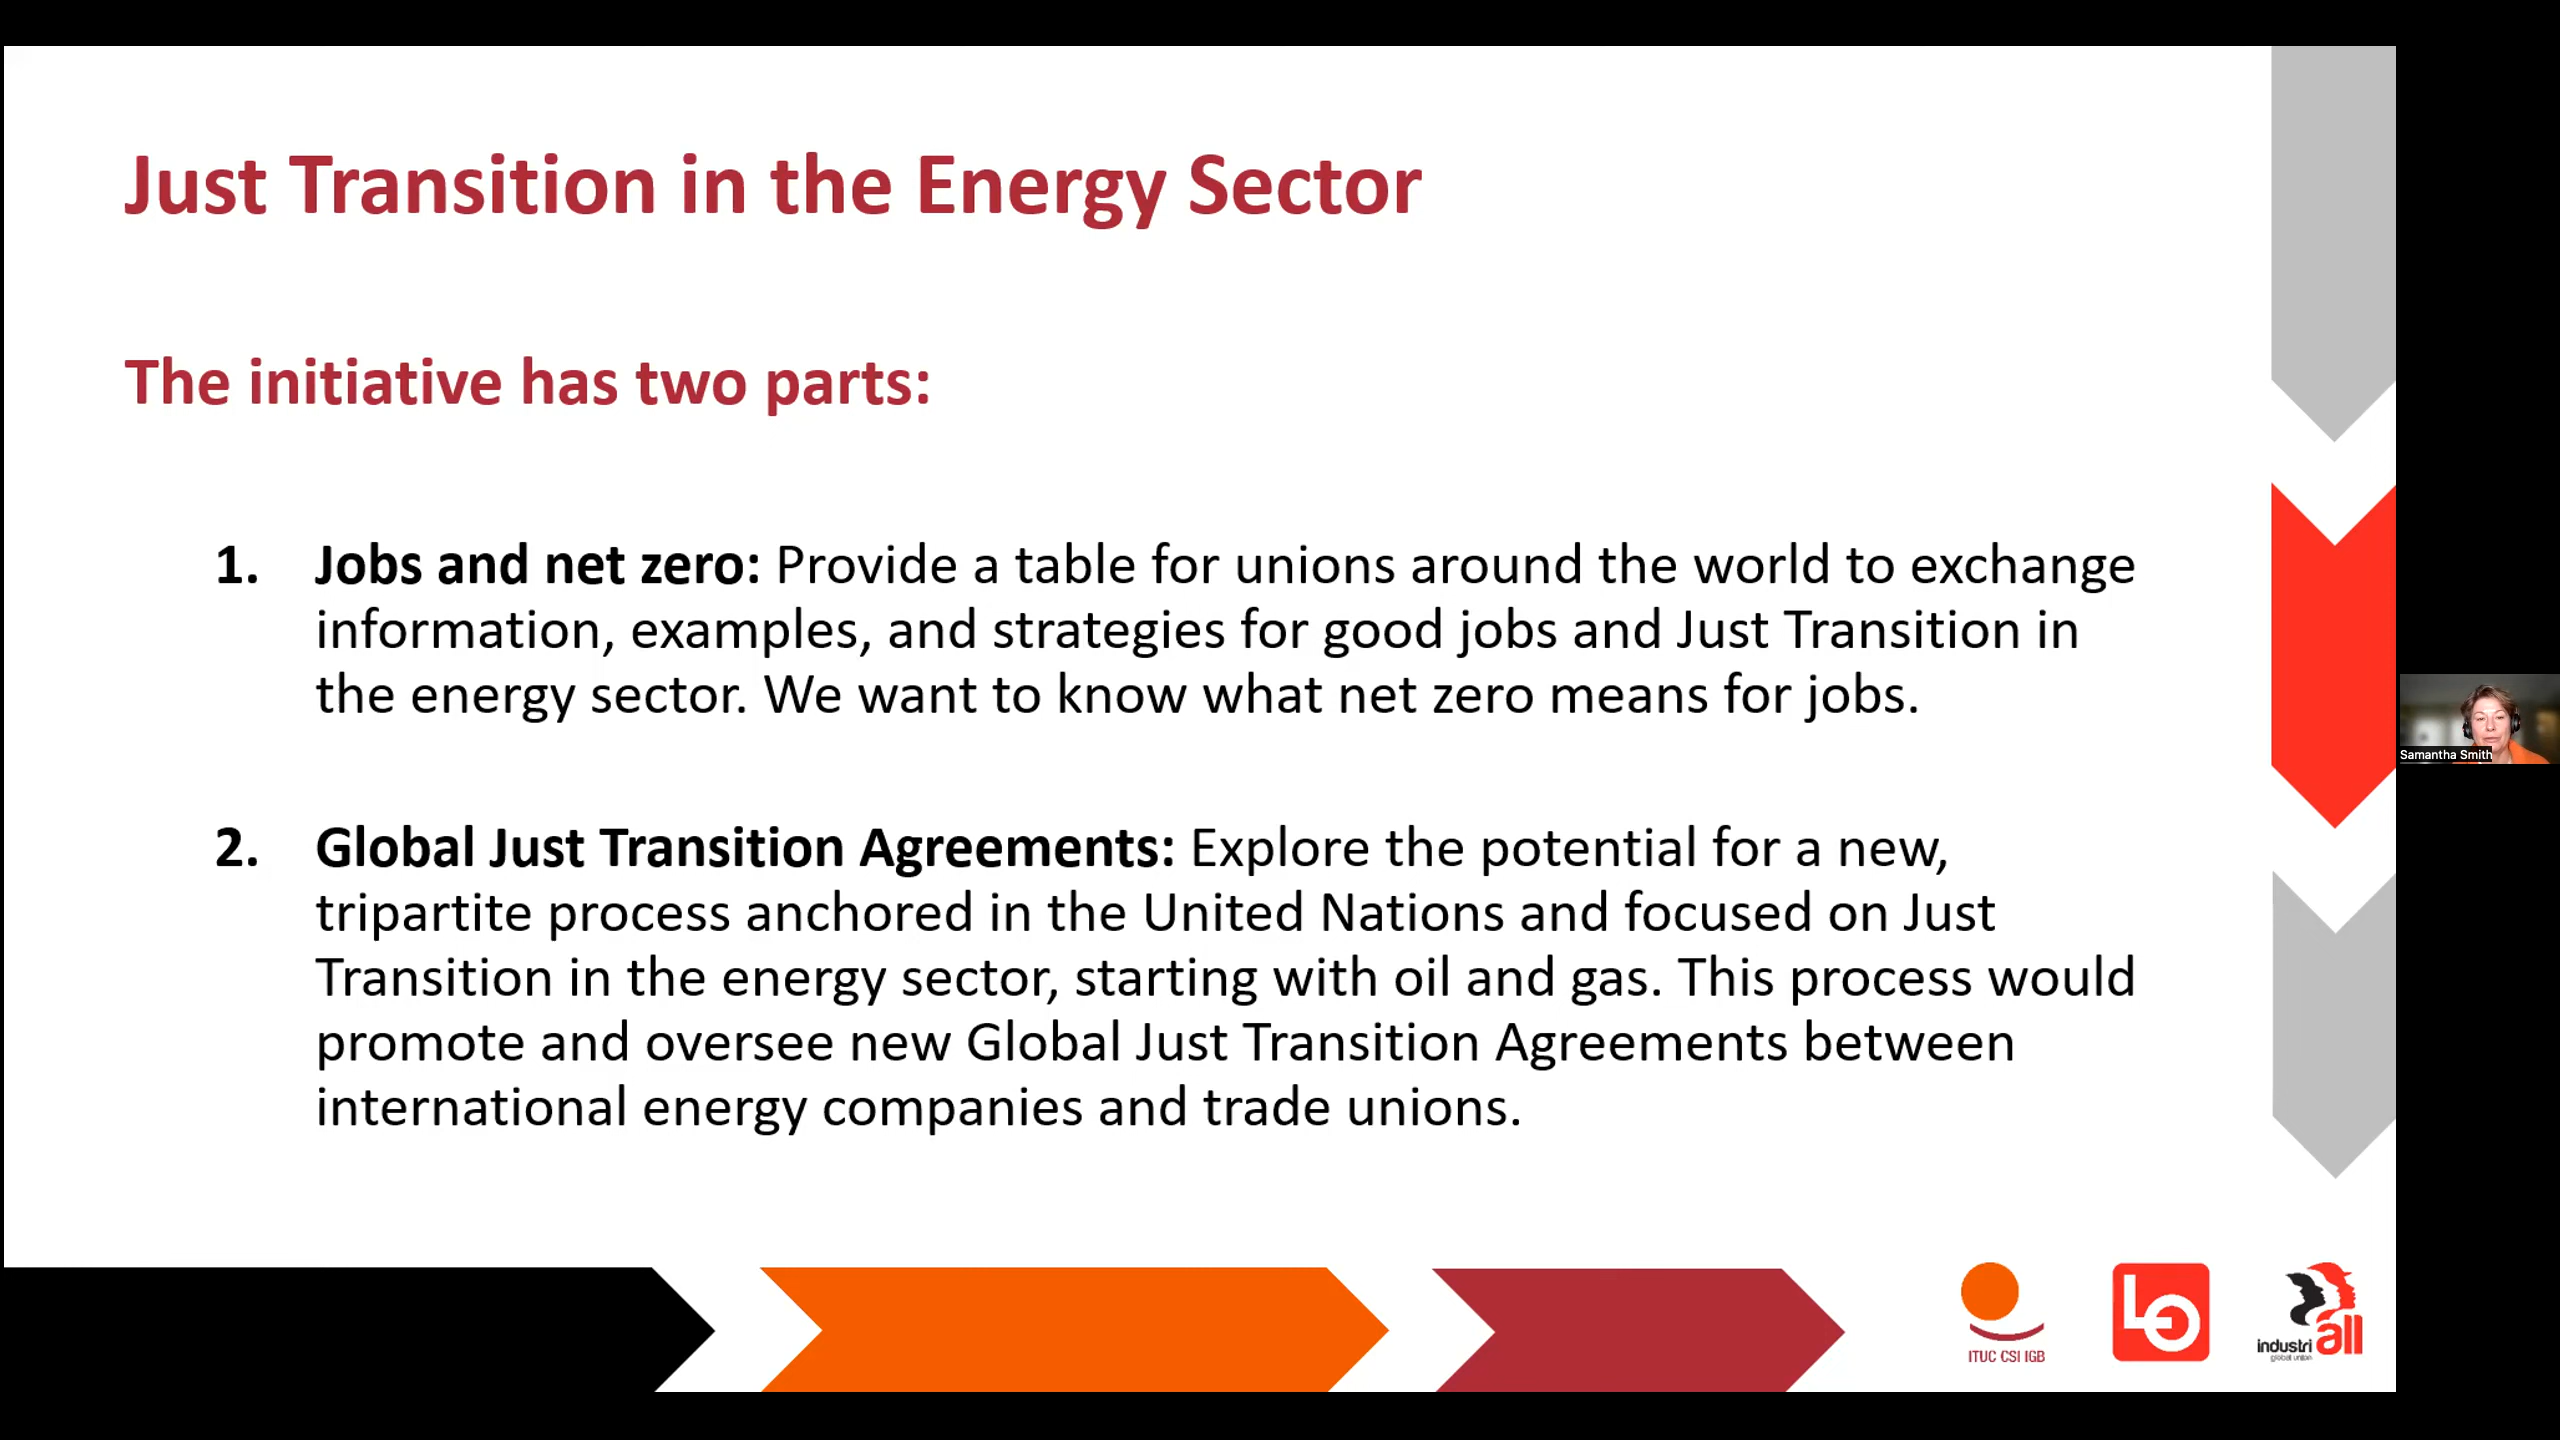 Just Transition in the Energy Sector
The initiative has two parts:
1. Jobs and net zero: Provide a table for unions around the world to exchange
information, examples, and strategies for good jobs and Just Transition in
the energy sector. We want to know what net zero means for jobs.
2. Global Just Transition Agreements: Explore the potential for a new,
tripartite process anchored in the United Nations and focused on Just
Transition in the energy sector, starting with oil and gas. This process would
promote and oversee new Global Just Transition Agreements between
international energy companies and trade unions.
Samantha Smith
ITUC CSI IGB
LO
industriall
global union